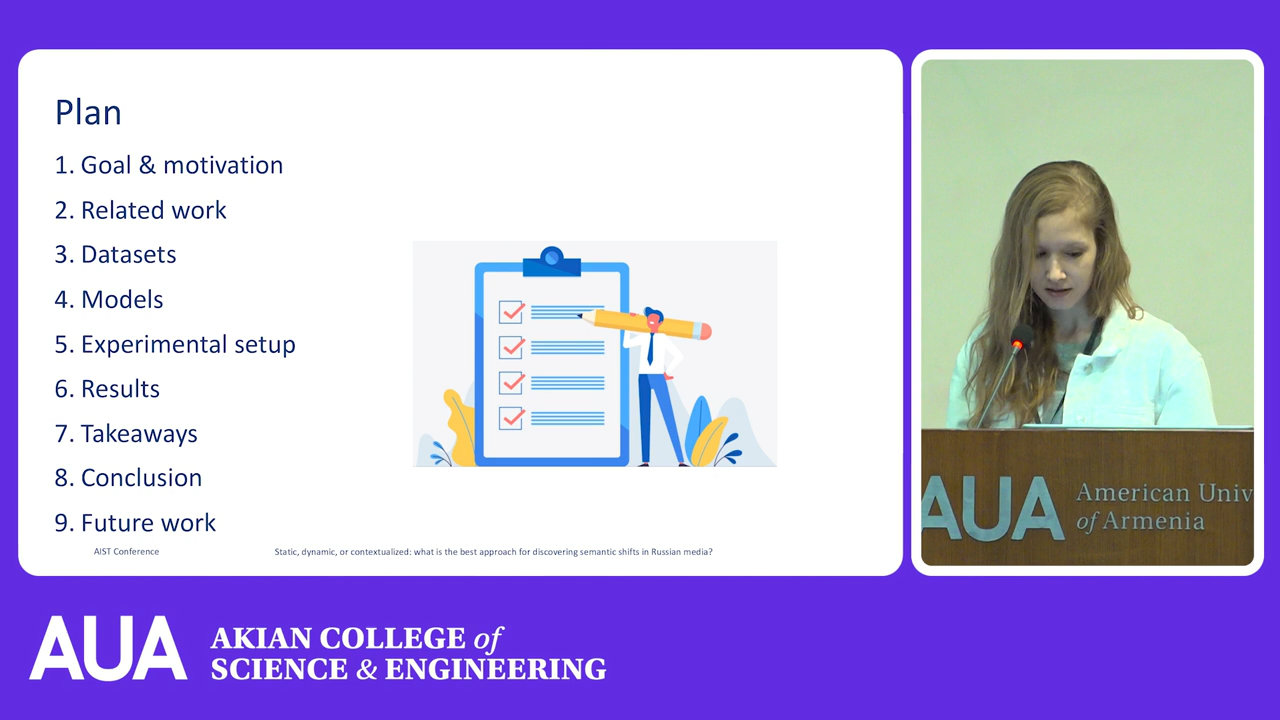 Plan
1. Goal & motivation
2. Related work
3. Datasets
4. Models
5. Experimental setup
6. Results
7. Takeaways
8. Conclusion
9. Future work
AIST Conference
Static, dynamic, or contextualized: what is the best approach for discovering semantic shifts in Russian media?
AUA
American Univ
of Armenia
AUA
AKIAN COLLEGE of
SCIENCE & ENGINEERING